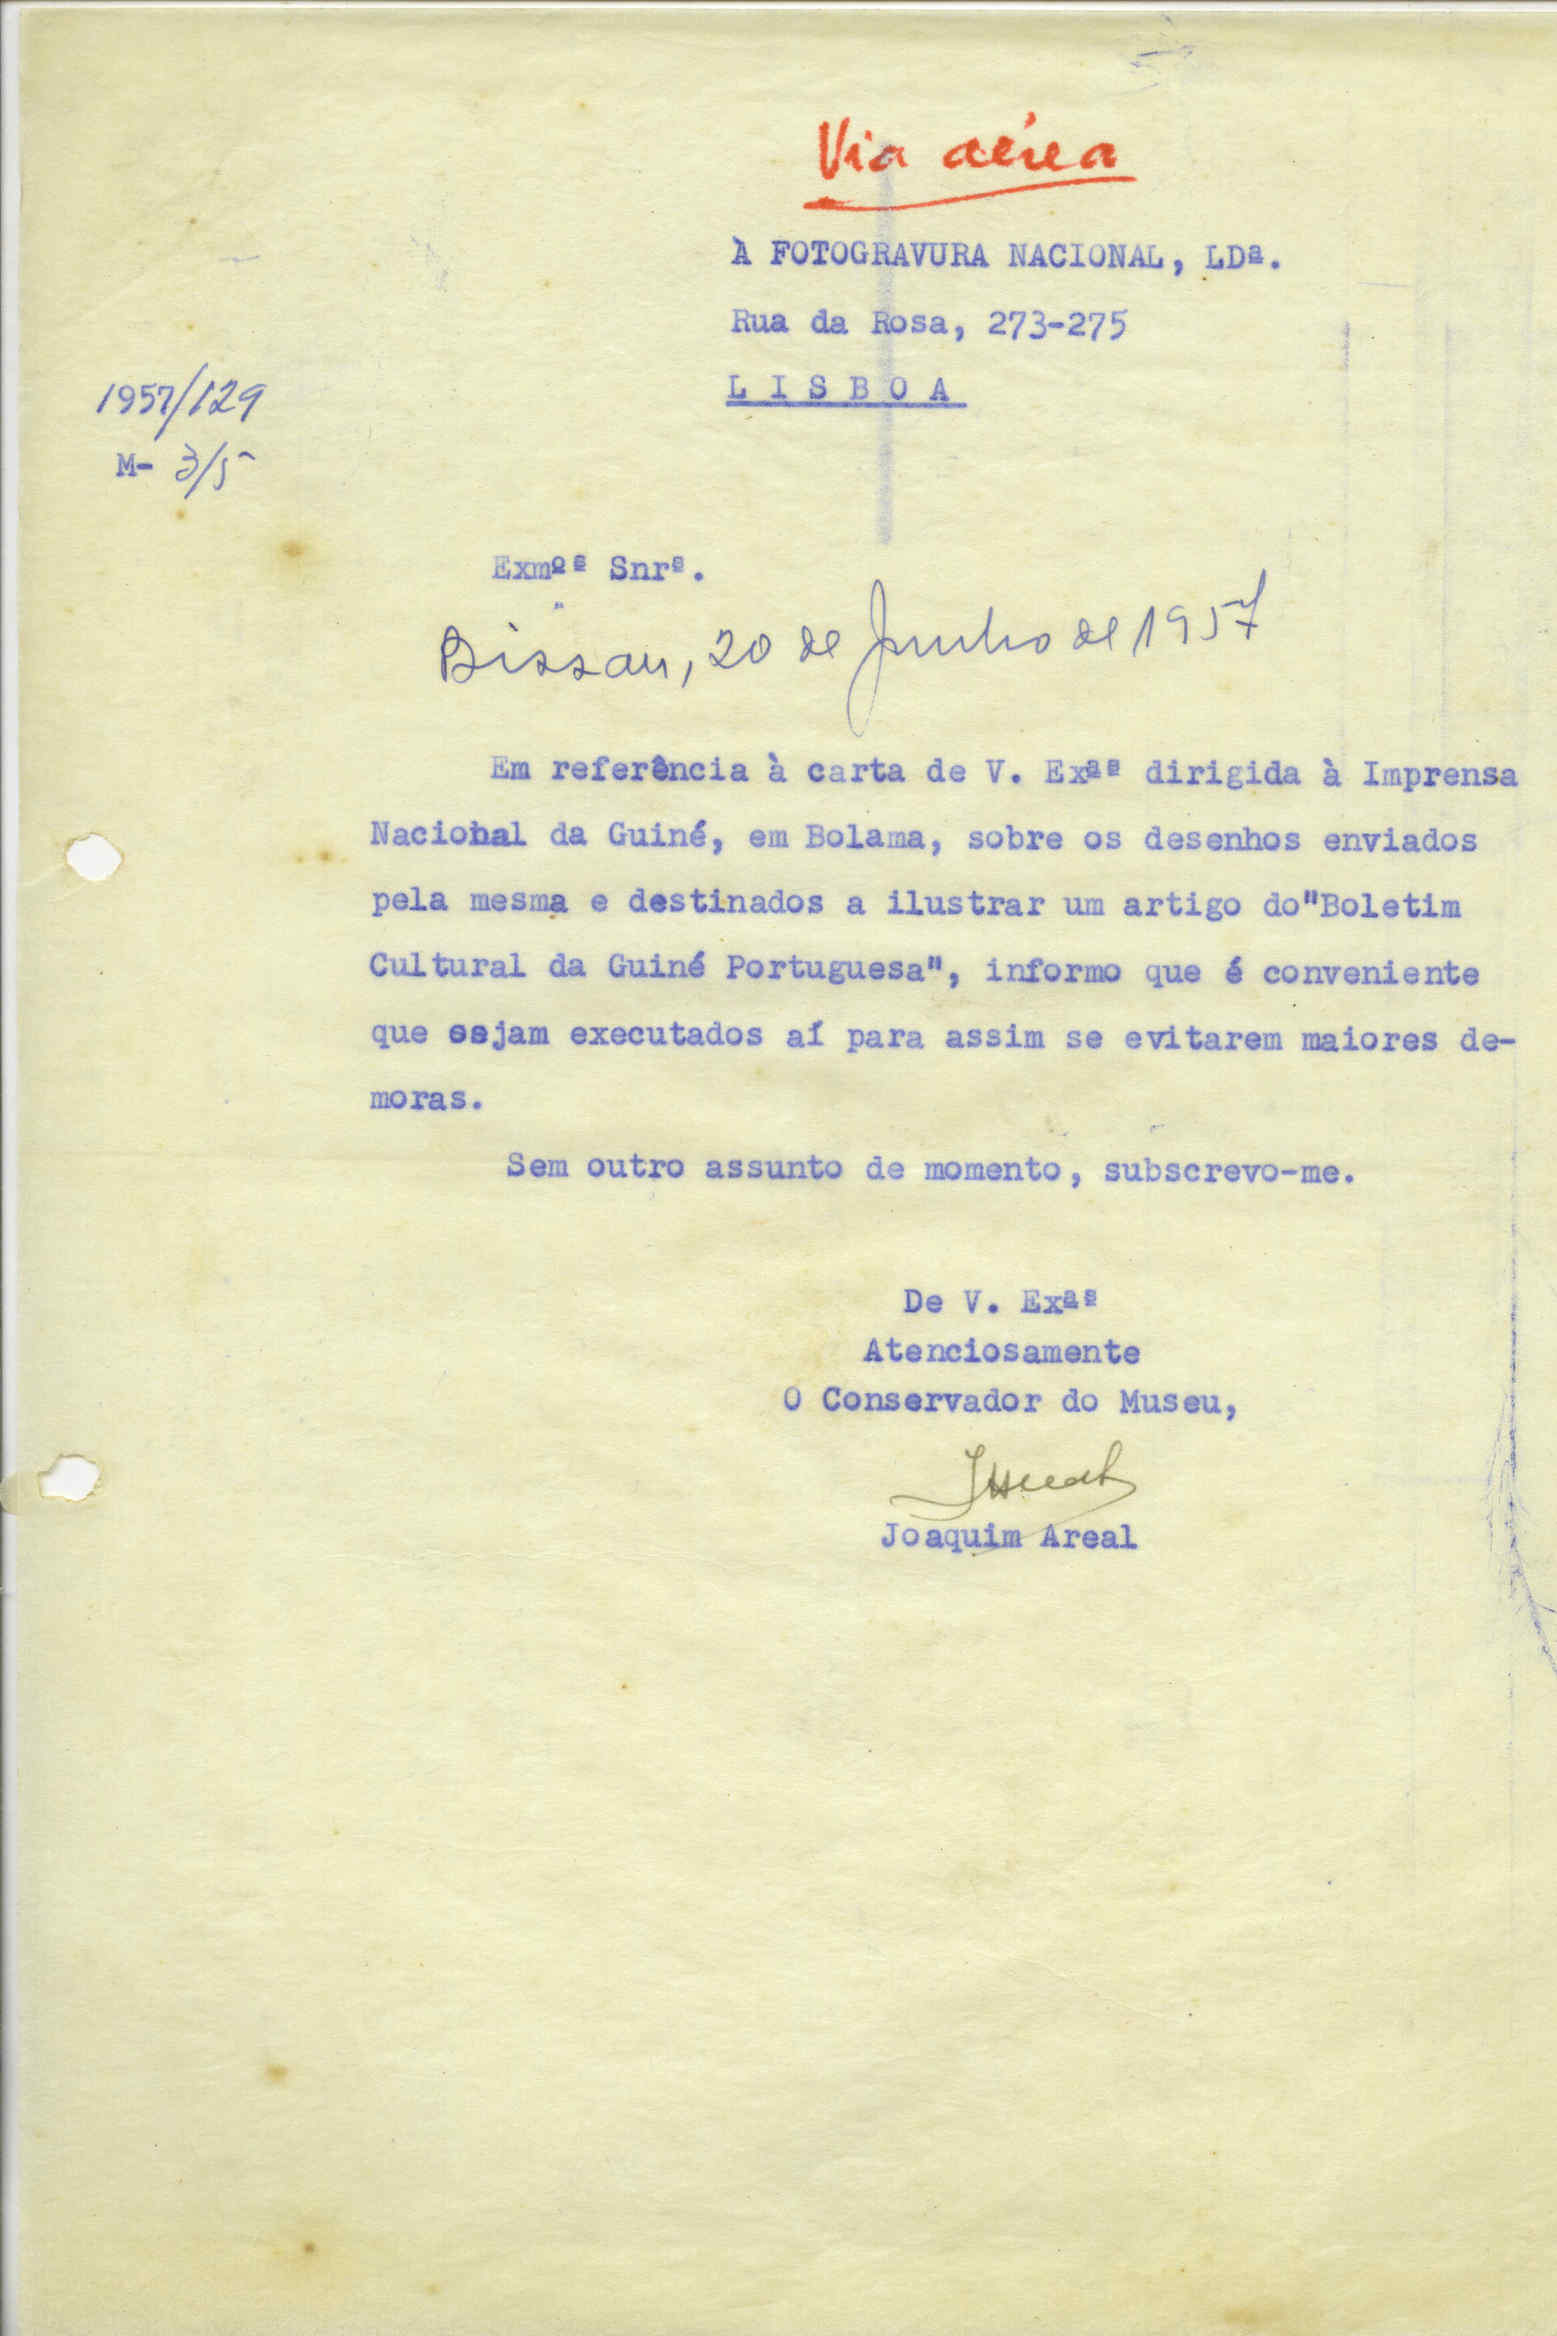 Via aérea
À FOTOGRAVURA NACIONAL, LDª.
Rua da Rosa, 273-275
L I S B O A
1957/129
M- 3/5
Exmºˢ Snrˢ.
Bissau, 20 de Junho de 1957
Em referência à carta de V. Exªˢ dirigida à Imprensa
Nacional da Guiné, em Bolama, sobre os desenhos enviados
pela mesma e destinados a ilustrar um artigo do"Boletim
Cultural da Guiné Portuguesa", informo que é conveniente
que sejam executados aí para assim se evitarem maiores de-
moras.
Sem outro assunto de momento, subscrevo-me.
De V. Exªˢ
Atenciosamente
O Conservador do Museu,
Joaquim Areal